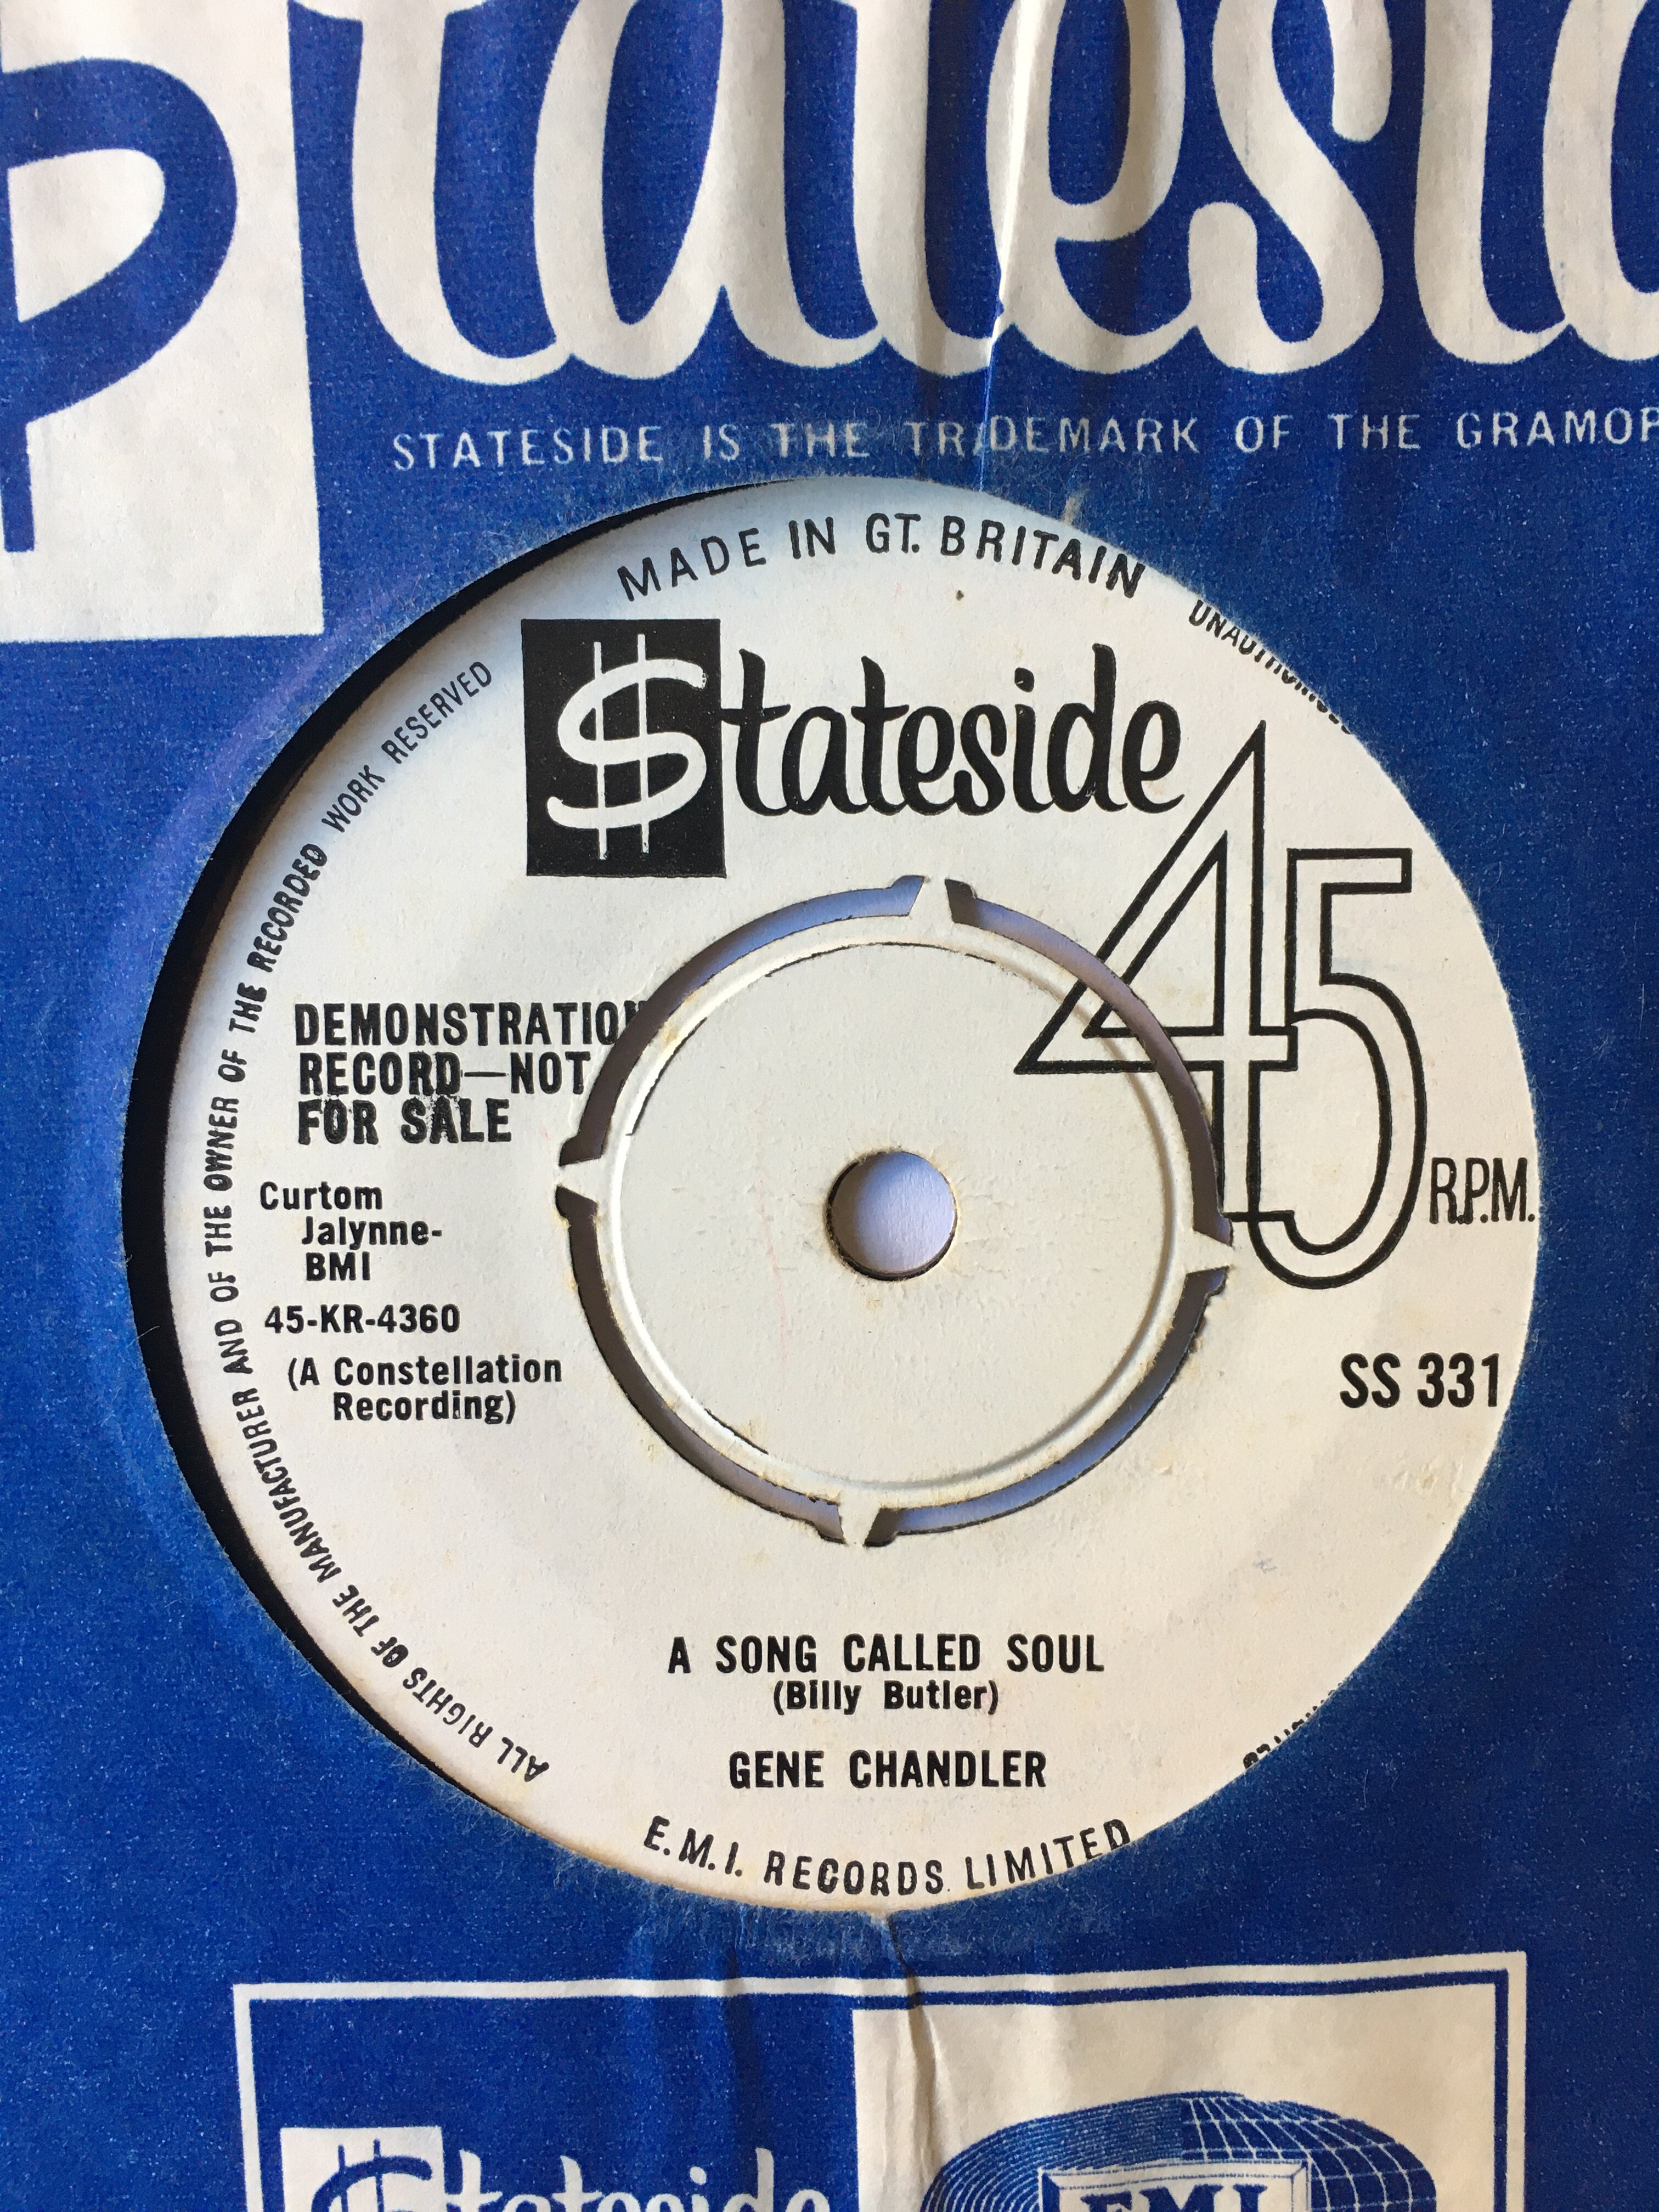 Stateside
STATESIDE IS THE TRADEMARK OF THE
MADE IN GT. BRITAIN
Stateside
45
R.P.M.
ALL RIGHTS OF THE MANUFACTURER AND OF THE OWNER OF THE RECORDED WORK RESERVED
DEMONSTRATION
RECORD—NOT
FOR SALE
Curtom
Jalynne-
BMI
45-KR-4360
(A Constellation
Recording)
SS 331
A SONG CALLED SOUL
(Billy Butler)
GENE CHANDLER
E.M.I. RECORDS LIMITED
Stateside
EMI